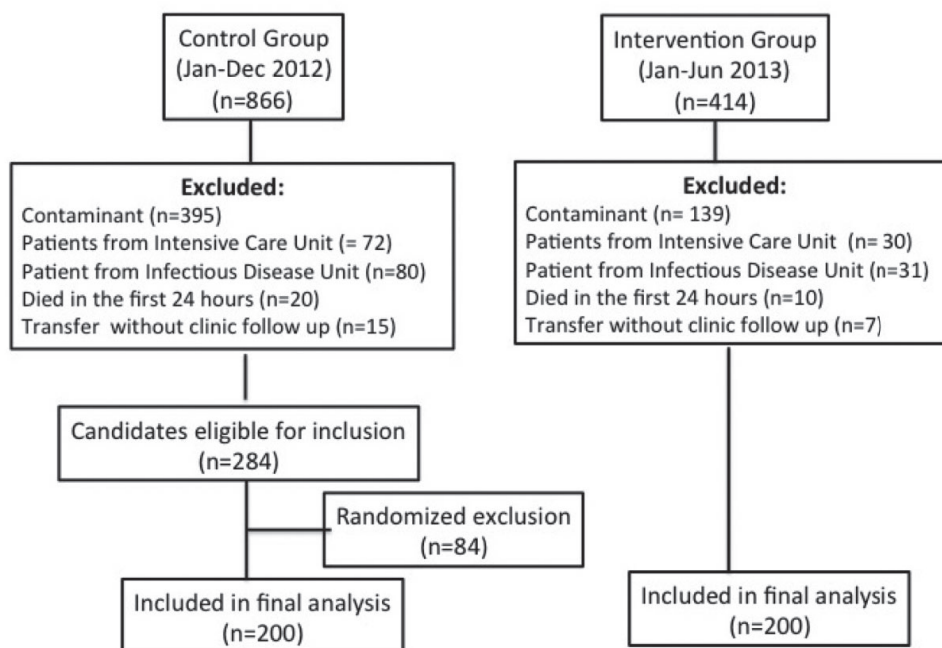 Control Group
(Jan-Dec 2012)
(n=866)
Excluded:
Contaminant (n=395)
Patients from Intensive Care Unit (= 72)
Patient from Infectious Disease Unit (n=80)
Died in the first 24 hours (n=20)
Transfer without clinic follow up (n=15)
Candidates eligible for inclusion
(n=284)
Randomized exclusion
(n=84)
Included in final analysis
(n=200)
Intervention Group
(Jan-Jun 2013)
(n=414)
Excluded:
Contaminant (n= 139)
Patients from Intensive Care Unit (n= 30)
Patient from Infectious Disease Unit (n=31)
Died in the first 24 hours (n=10)
Transfer without clinic follow up (n=7)
Included in final analysis
(n=200)